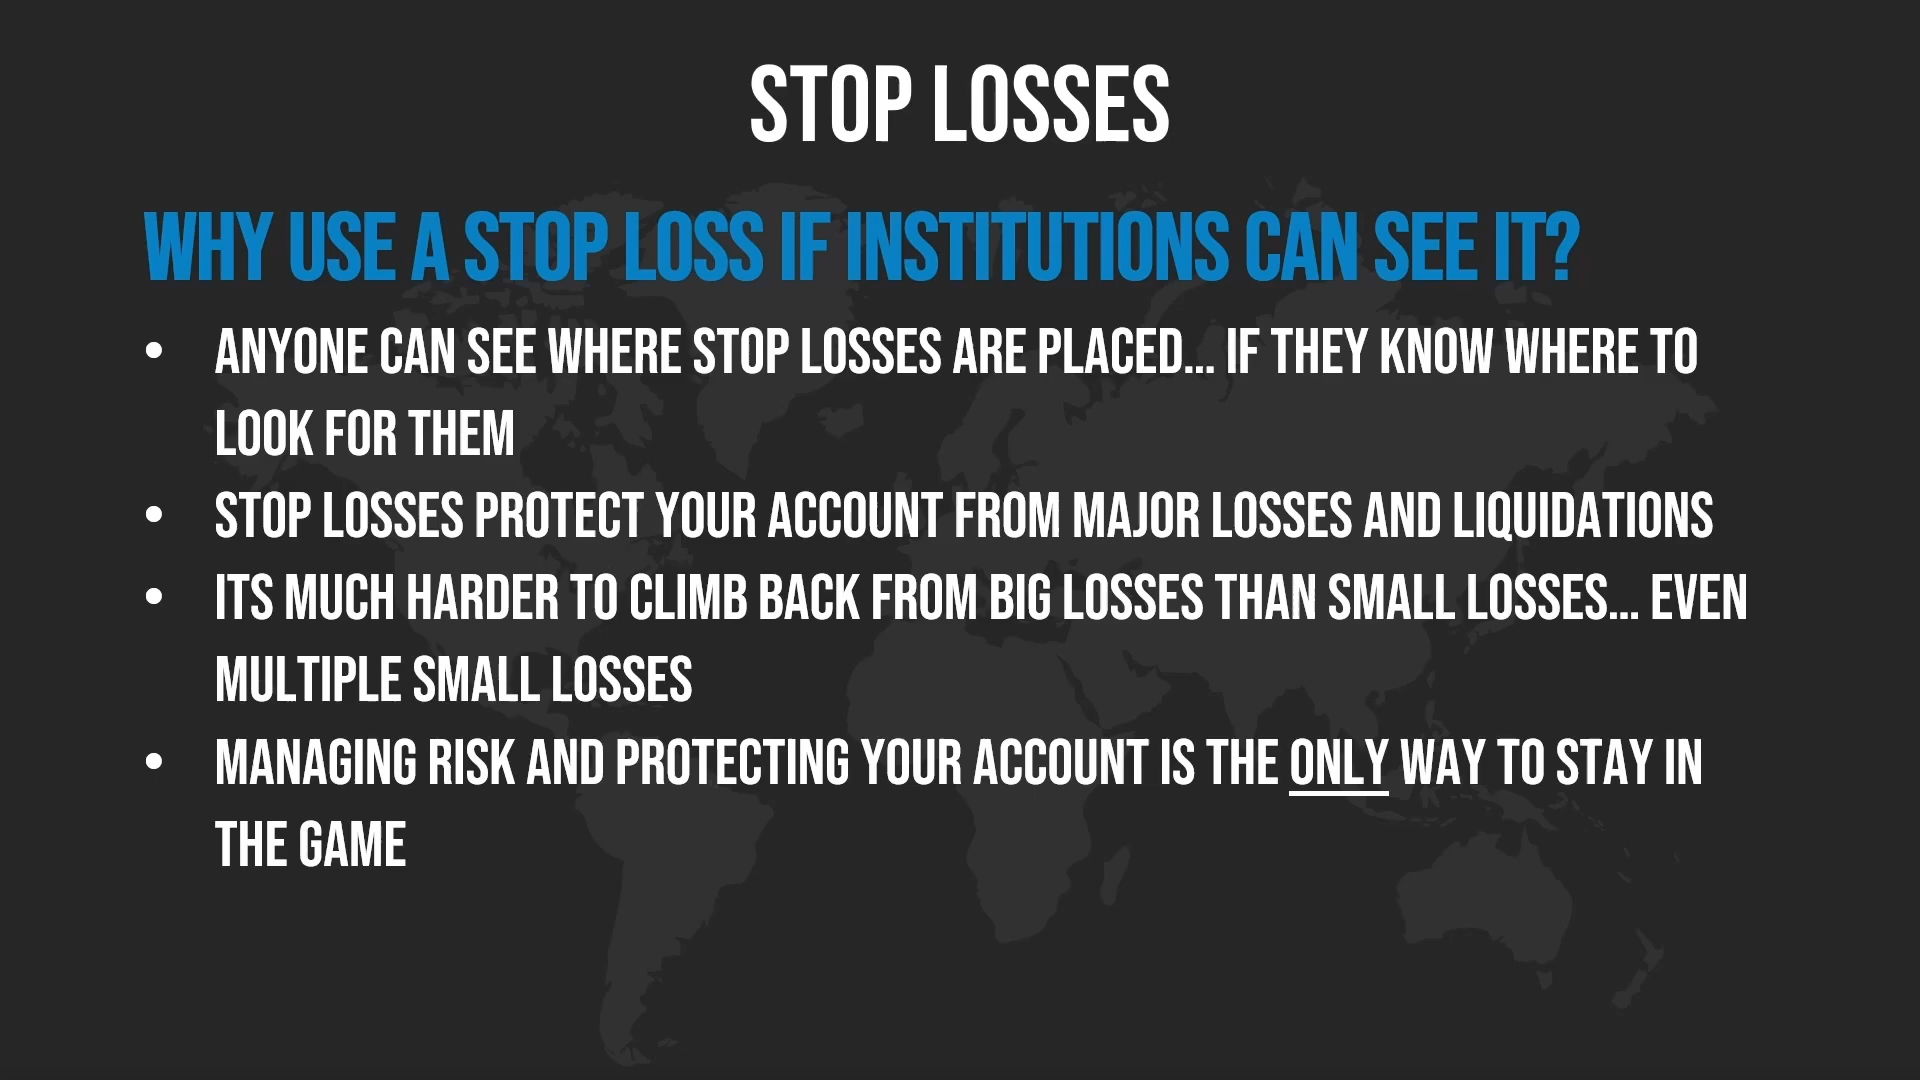 STOP LOSSES
WHY USE A STOP LOSS IF INSTITUTIONS CAN SEE IT?
• ANYONE CAN SEE WHERE STOP LOSSES ARE PLACED... IF THEY KNOW WHERE TO
LOOK FOR THEM
• STOP LOSSES PROTECT YOUR ACCOUNT FROM MAJOR LOSSES AND LIQUIDATIONS
• ITS MUCH HARDER TO CLIMB BACK FROM BIG LOSSES THAN SMALL LOSSES... EVEN
MULTIPLE SMALL LOSSES
• MANAGING RISK AND PROTECTING YOUR ACCOUNT IS THE ONLY WAY TO STAY IN
THE GAME